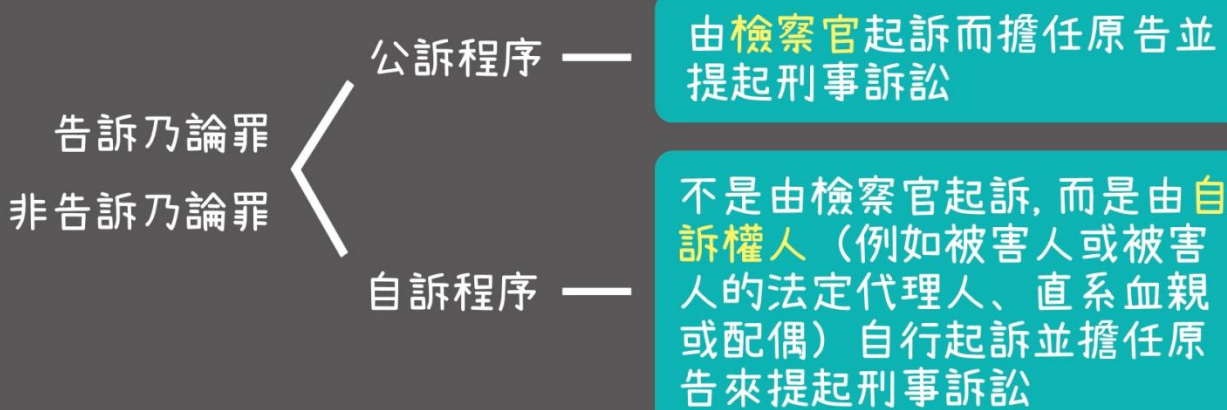 告訴乃論罪
非告訴乃論罪
公訴程序
由檢察官起訴而擔任原告並
提起刑事訴訟
自訴程序
不是由檢察官起訴,而是由自
訴權人（例如被害人或被害
人的法定代理人、直系血親
或配偶）自行起訴並擔任原
告來提起刑事訴訟